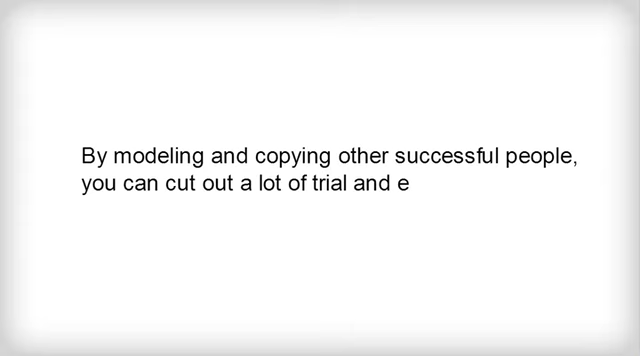 By modeling and copying other successful people,
you can cut out a lot of trial and e